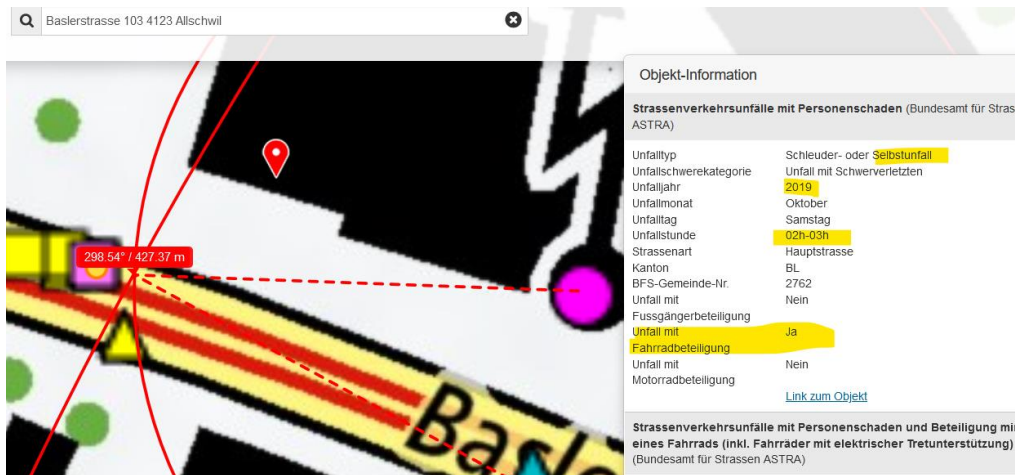 Baslerstrasse 103 4123 Allschwil
298.54° / 427.37 m
Basle
Objekt-Information
Strassenverkehrsunfälle mit Personenschaden (Bundesamt für Stras
ASTRA)
Unfalltyp Schleuder- oder Selbstunfall
Unfallschwerekategorie Unfall mit Schwerverletzten
Unfalljahr 2019
Unfallmonat Oktober
Unfalltag Samstag
Unfallstunde 02h-03h
Strassenart Hauptstrasse
Kanton BL
BFS-Gemeinde-Nr. 2762
Unfall mit Nein
Fussgängerbeteiligung
Unfall mit Ja
Fahrradbeteiligung
Unfall mit Nein
Motorradbeteiligung
Link zum Objekt
Strassenverkehrsunfälle mit Personenschaden und Beteiligung mi
eines Fahrrads (inkl. Fahrräder mit elektrischer Tretunterstützung)
(Bundesamt für Strassen ASTRA)